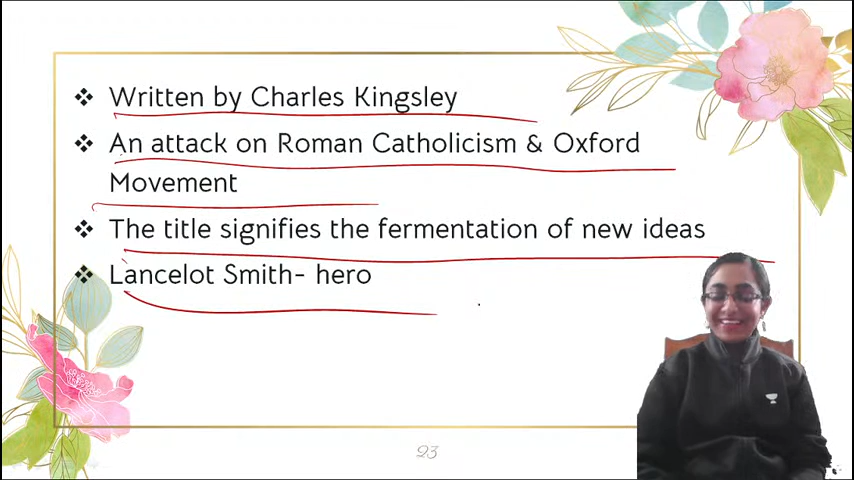 ❖ Written by Charles Kingsley
❖ An attack on Roman Catholicism & Oxford
Movement
❖ The title signifies the fermentation of new ideas
❖ Lancelot Smith- hero
23